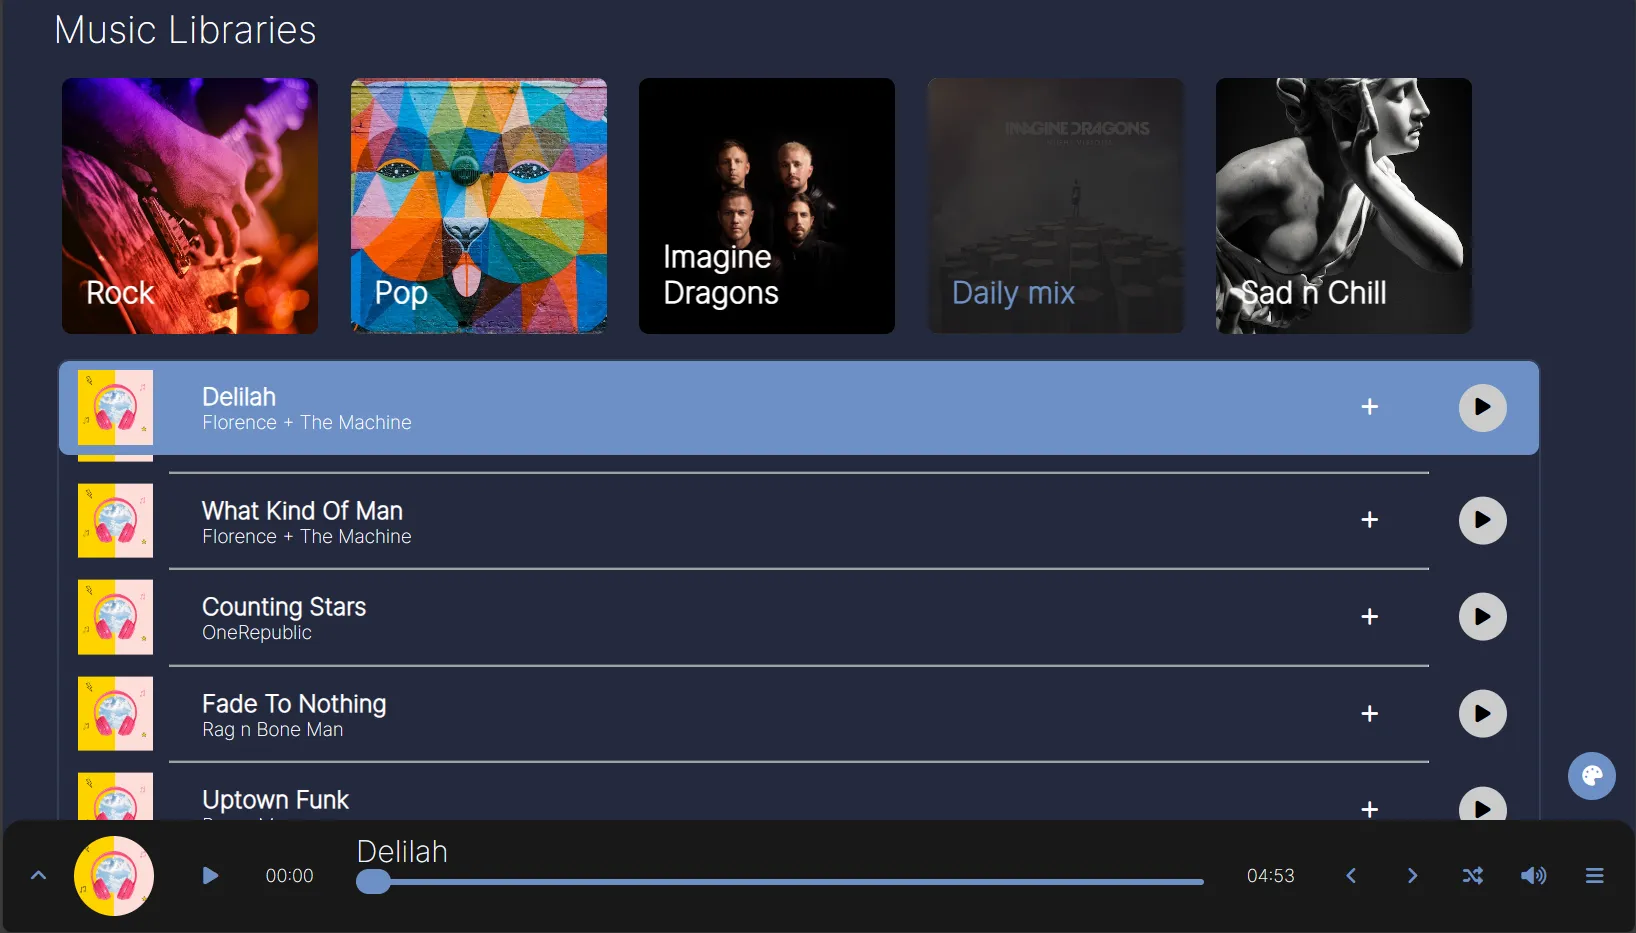 Music Libraries
IMAGINE DRAGONS
Rock
Pop
Imagine
Dragons
Daily mix
Sad n Chill
Delilah
Florence + The Machine
What Kind Of Man
Florence + The Machine
Counting Stars
OneRepublic
Fade To Nothing
Rag n Bone Man
Uptown Funk
Delilah
00:00
04:53